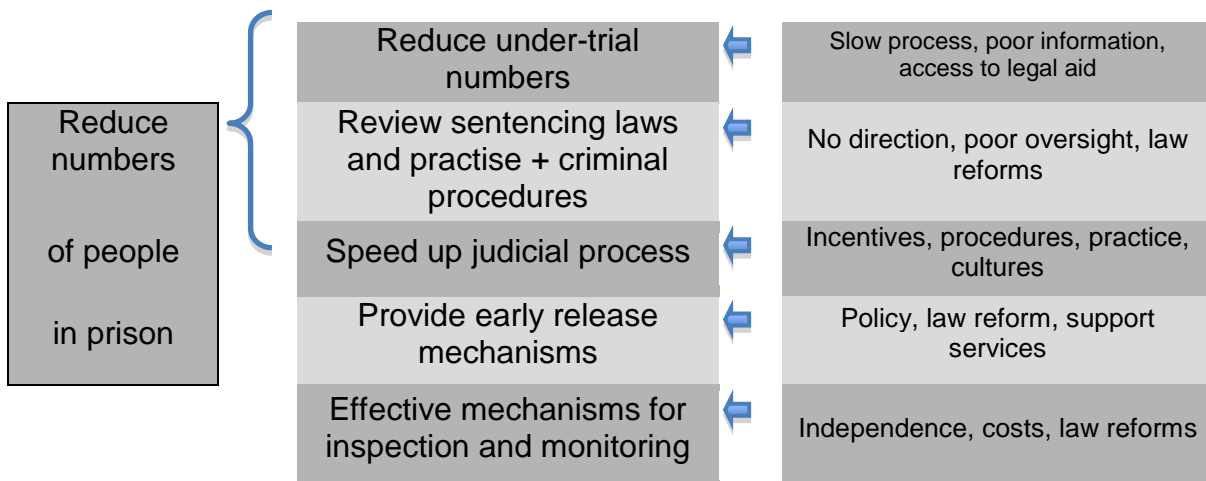 Reduce
numbers
of people
in prison
Reduce under-trial
numbers
Slow process, poor information,
access to legal aid
Review sentencing laws
and practise + criminal
procedures
No direction, poor oversight, law
reforms
Speed up judicial process
Incentives, procedures, practice,
cultures
Provide early release
mechanisms
Policy, law reform, support
services
Effective mechanisms for
inspection and monitoring
Independence, costs, law reforms